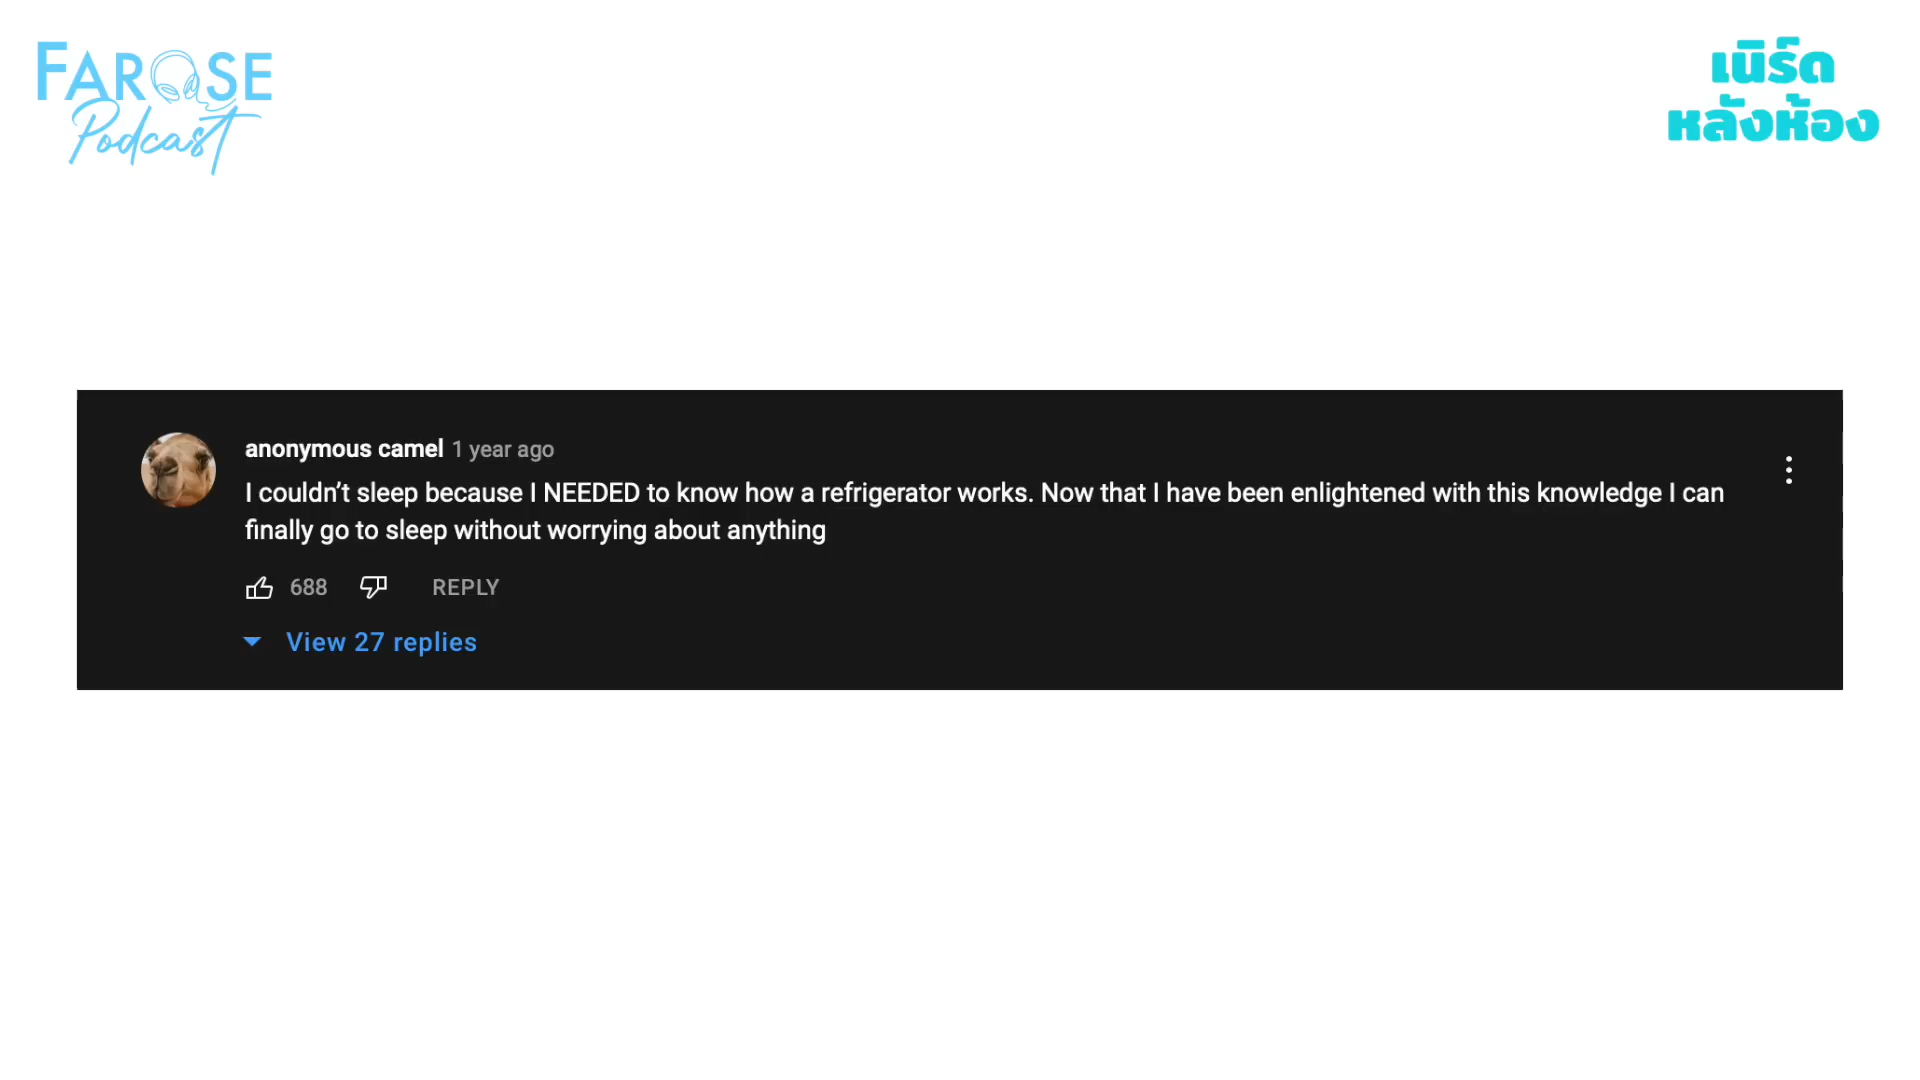 FAROSE
Podcast
เนิร์ด
หลังห้อง
anonymous camel 1 year ago
I couldn’t sleep because I NEEDED to know how a refrigerator works. Now that I have been enlightened with this knowledge I can
finally go to sleep without worrying about anything
688 REPLY
View 27 replies